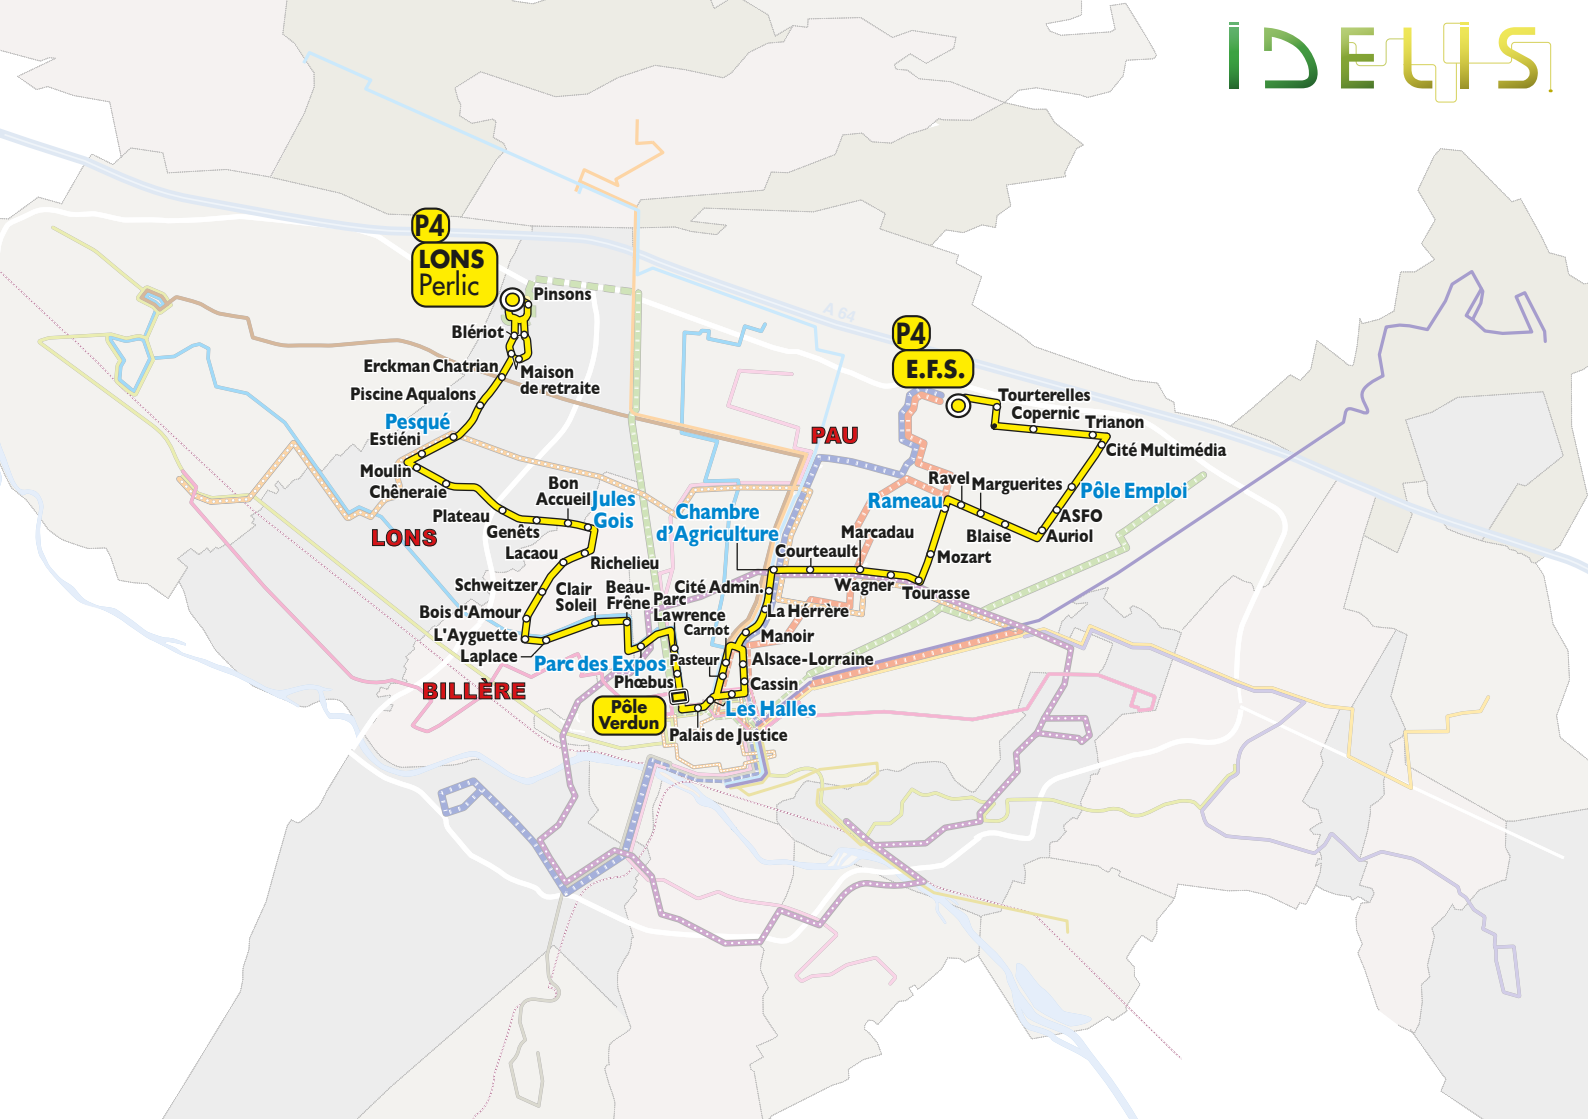 IDELIS
P4
LONS
Perlic
Pinsons
Blériot
Erckman Chatrian
Maison
de retraite
Piscine Aqualons
Pesqué
Estiéni
Moulin
Chêneraie
Plateau
Genêts
Bon
Accueil
Jules
Gois
LONS
Lacaou
Richelieu
Schweitzer
Clair
Soleil
Beau-
Frêne
Parc
Lawrence
Bois d'Amour
L'Ayguette
Laplace
Parc des Expos
BILLÈRE
Phœbus
Pôle
Verdun
Palais de Justice
Les Halles
Cassin
Alsace-Lorraine
Pasteur
Carnot
Manoir
La Hérrère
Cité Admin.
Chambre
d'Agriculture
Courteault
Marcadau
Wagner
Tourasse
Mozart
Rameau
Ravel
Marguerites
Blaise
Auriol
ASFO
Pôle Emploi
Cité Multimédia
Trianon
Copernic
Tourterelles
P4
E.F.S.
PAU
A 64